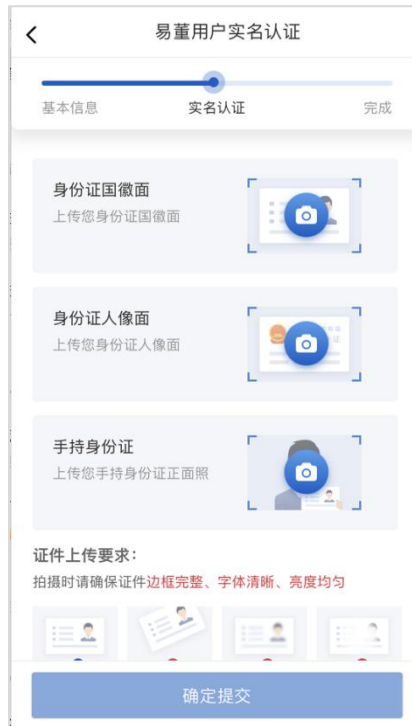 易董用户实名认证
基本信息 实名认证 完成
身份证国徽面
上传您身份证国徽面
身份证人像面
上传您身份证人像面
手持身份证
上传您手持身份证正面照
证件上传要求：
拍摄时请确保证件边框完整、字体清晰、亮度均匀
确定提交